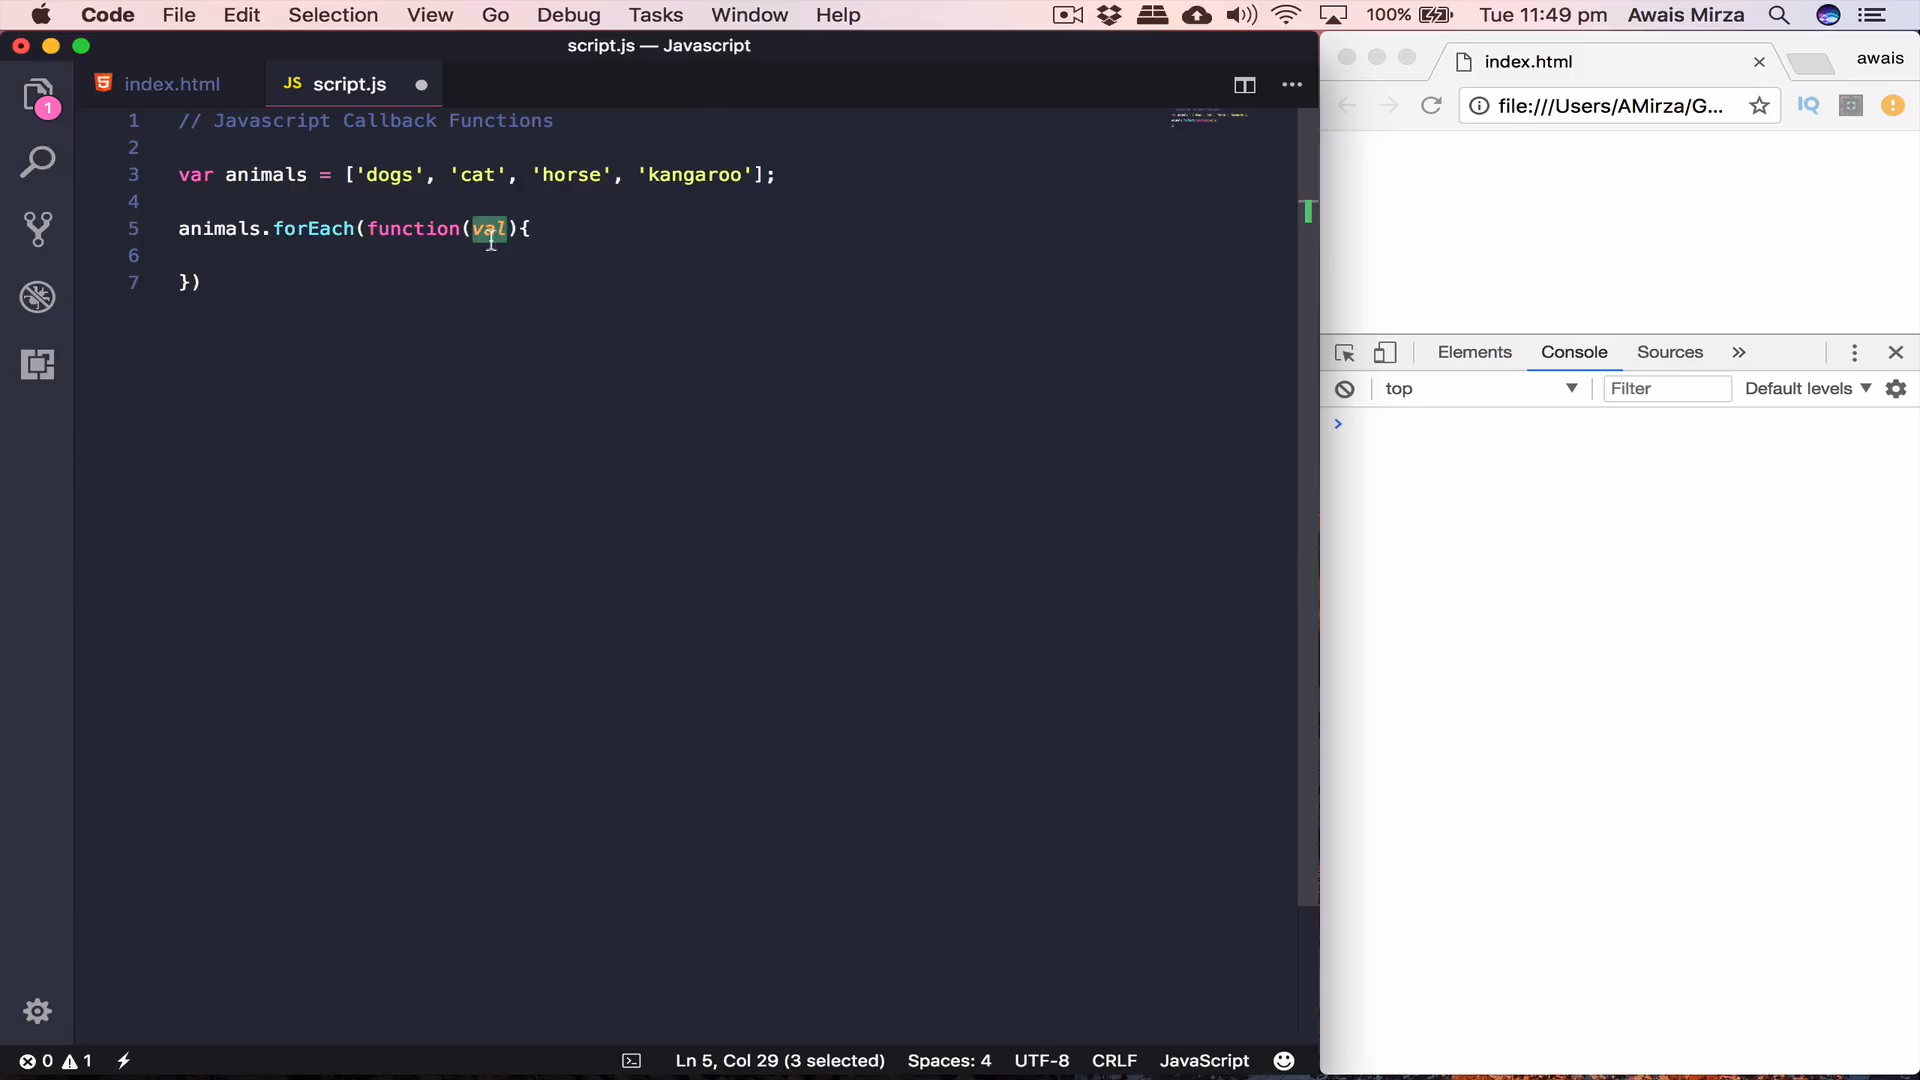 Code File Edit Selection View Go Debug Tasks Window Help 100% Tue 11:49 pm Awais Mirza
script.js — Javascript
index.html
JS script.js
1
1 // Javascript Callback Functions
2
3 var animals = ['dogs', 'cat', 'horse', 'kangaroo'];
4
5 animals.forEach(function(val){
6
7 })
0 1 Ln 5, Col 29 (3 selected) Spaces: 4 UTF-8 CRLF JavaScript
index.html awais
file:///Users/AMirza/G... IQ
Elements Console Sources »
top Filter Default levels
>